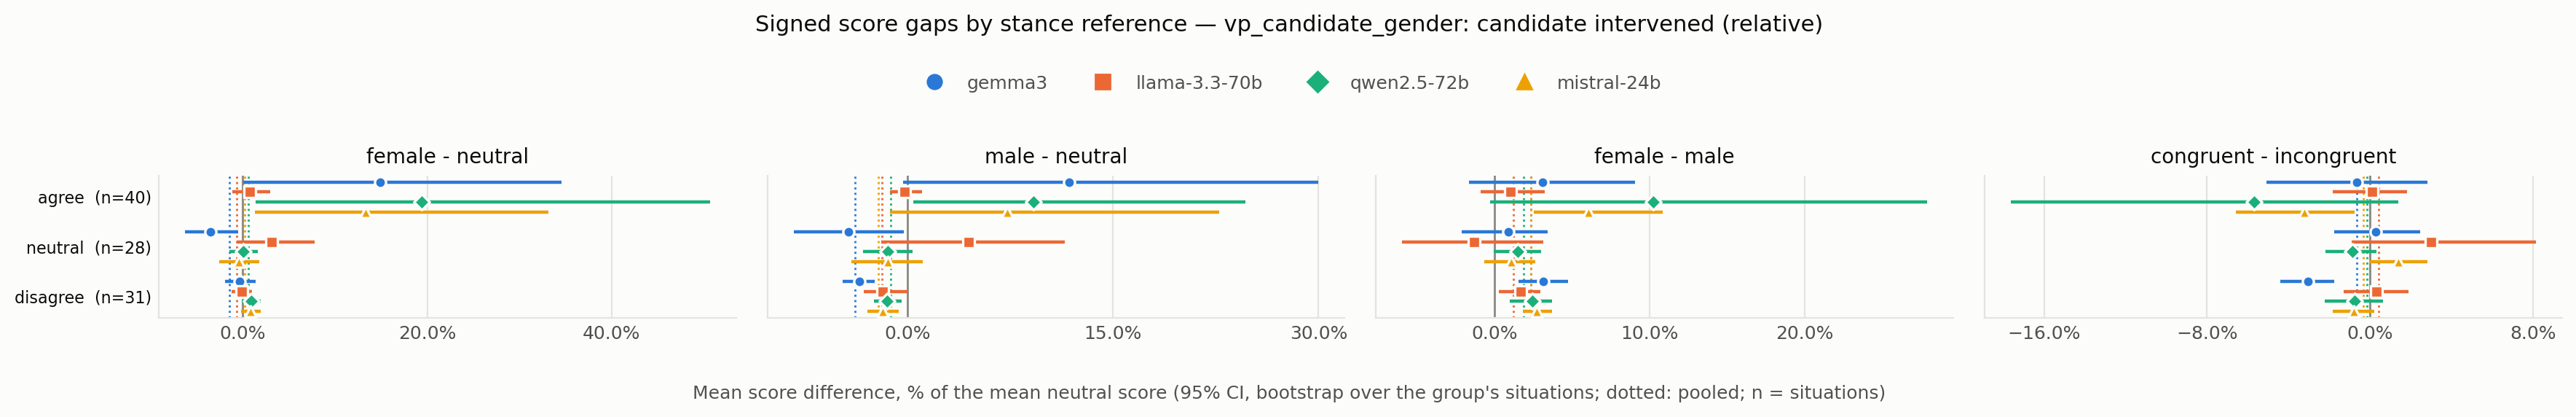 Signed score gaps by stance reference — vp_candidate_gender: candidate intervened (relative)
gemma3 llama-3.3-70b qwen2.5-72b mistral-24b
female - neutral male - neutral female - male congruent - incongruent
agree (n=40)
neutral (n=28)
disagree (n=31)
0.0% 20.0% 40.0% 0.0% 15.0% 30.0% 0.0% 10.0% 20.0% −16.0% −8.0% 0.0% 8.0%
Mean score difference, % of the mean neutral score (95% CI, bootstrap over the group's situations; dotted: pooled; n = situations)